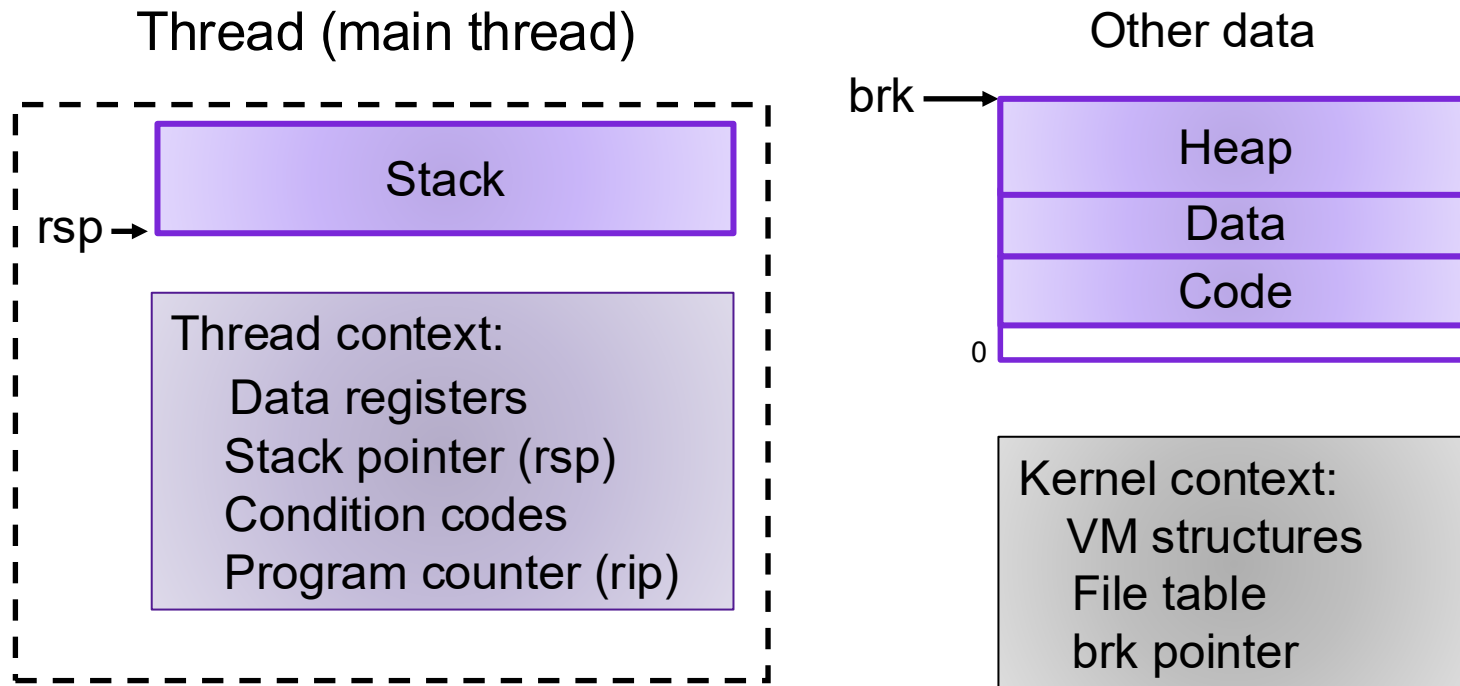 Thread (main thread)
Stack
rsp
Thread context:
Data registers
Stack pointer (rsp)
Condition codes
Program counter (rip)
Other data
brk
Heap
Data
Code
0
Kernel context:
VM structures
File table
brk pointer